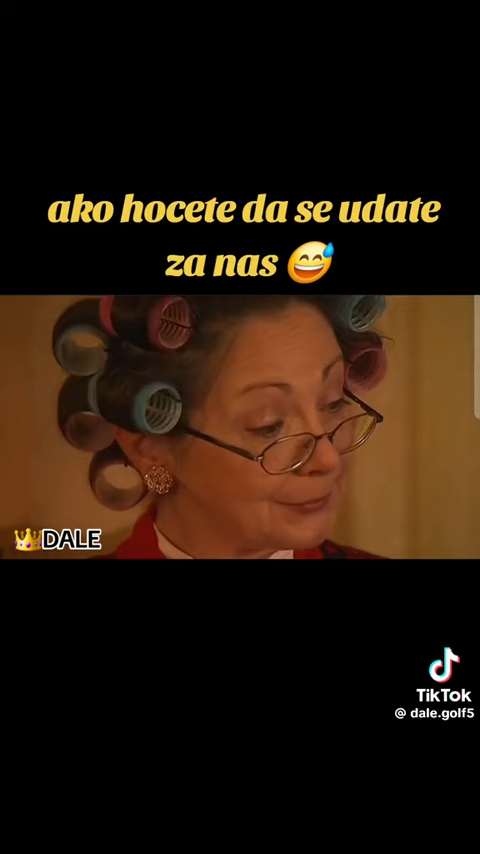 ako hocete da se udate
za nas 😅
👑DALE
TikTok
@ dale.golf5